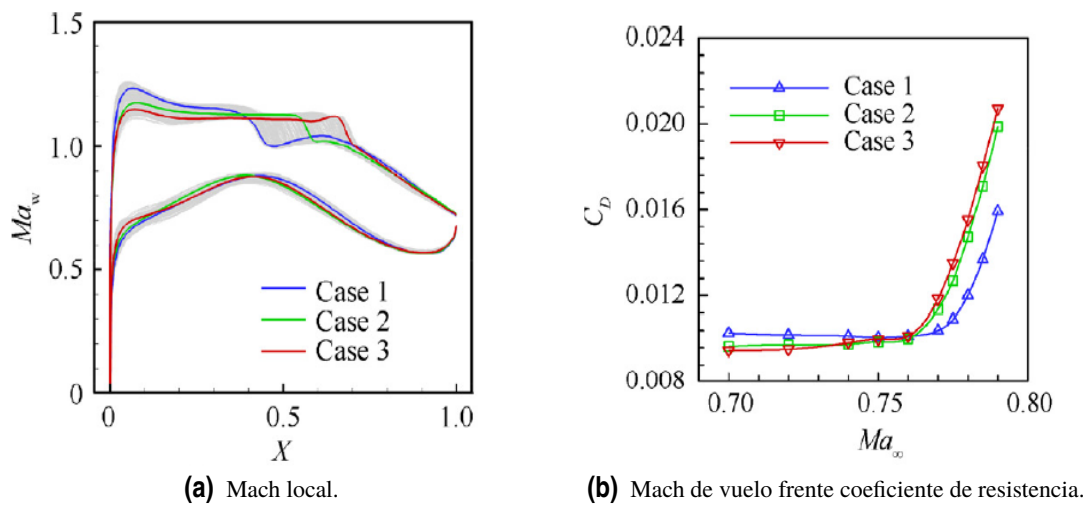 1.5
1.0
0.5
0
Ma_w
Case 1
Case 2
Case 3
0
0.5
1.0
X
(a) Mach local.
0.024
0.020
0.016
0.012
0.008
C_D
Case 1
Case 2
Case 3
0.70
0.75
0.80
Ma_∞
(b) Mach de vuelo frente coeficiente de resistencia.